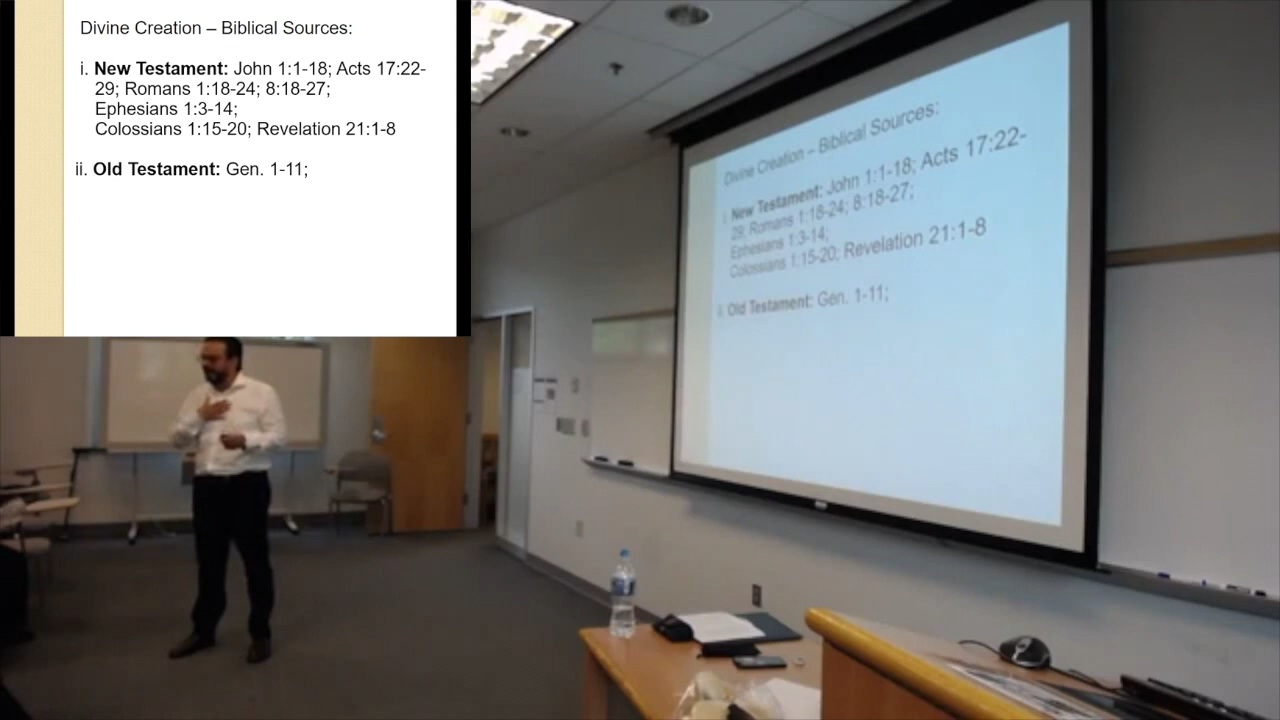 Divine Creation – Biblical Sources:
i. New Testament: John 1:1-18; Acts 17:22-
29; Romans 1:18-24; 8:18-27;
Ephesians 1:3-14;
Colossians 1:15-20; Revelation 21:1-8
ii. Old Testament: Gen. 1-11;
Divine Creation – Biblical Sources:
i. New Testament: John 1:1-18; Acts 17:22-
29; Romans 1:18-24; 8:18-27;
Ephesians 1:3-14;
Colossians 1:15-20; Revelation 21:1-8
ii. Old Testament: Gen. 1-11;